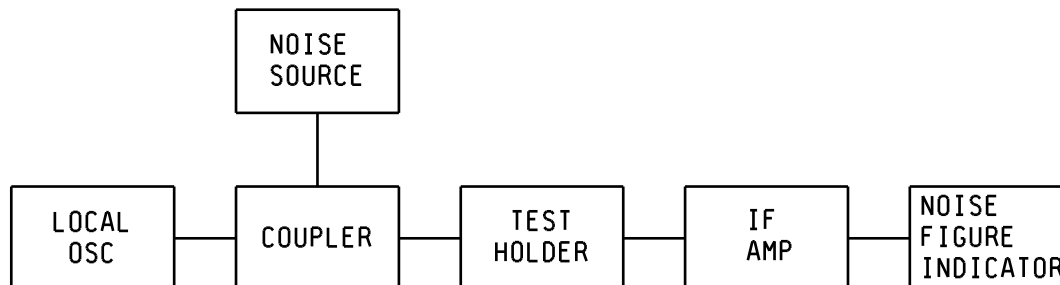 NOISE
SOURCE
LOCAL
OSC
COUPLER
TEST
HOLDER
IF
AMP
NOISE
FIGURE
INDICATOR